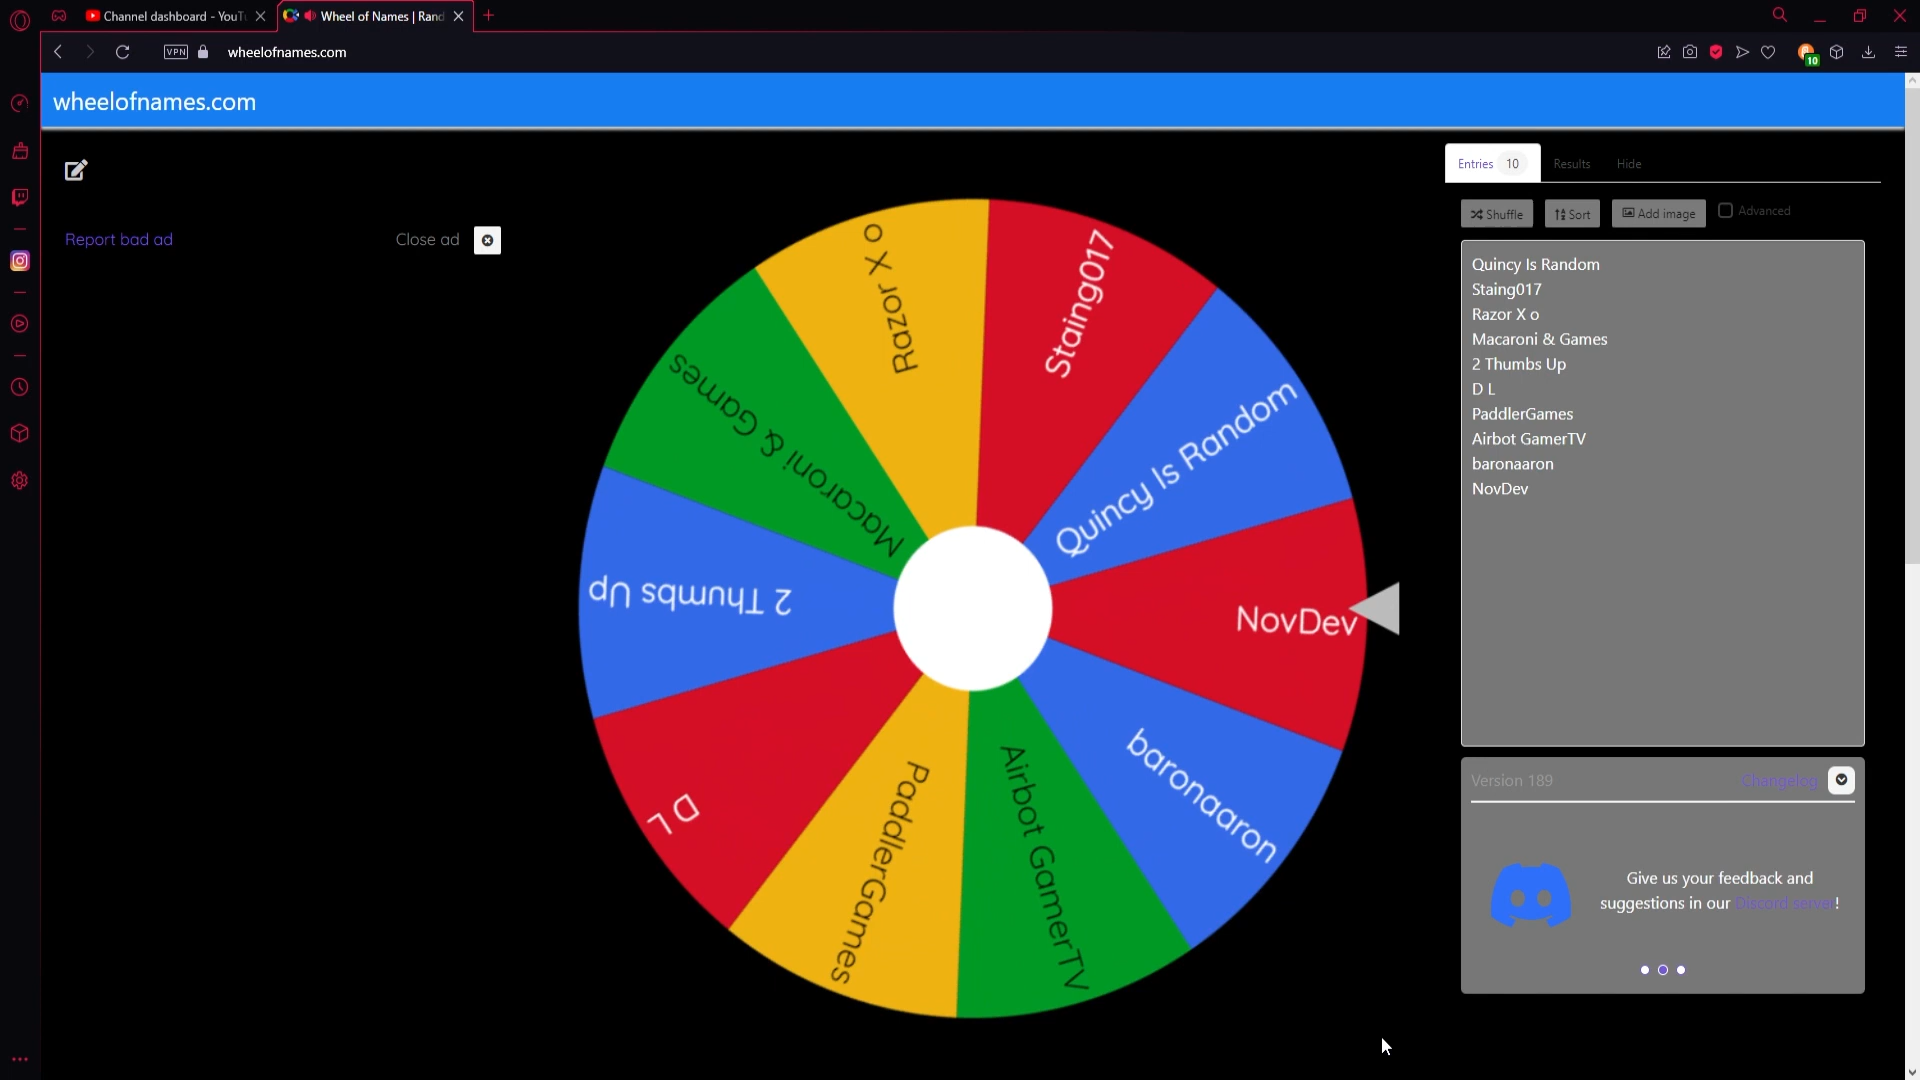 Channel dashboard - YouT
Wheel of Names | Rand
VPN
wheelofnames.com
10
wheelofnames.com
Report bad ad
Close ad
Entries 10
Results
Hide
Shuffle
Sort
Add image
Advanced
Quincy Is Random
Staing017
Razor X o
Macaroni & Games
2 Thumbs Up
D L
PaddlerGames
Airbot GamerTV
baronaaron
NovDev
Razor X o
Staing017
Quincy Is Random
NovDev
baronaaron
Airbot GamerTV
PaddlerGames
D L
2 Thumbs Up
Macaroni & Games
Version 189
Changelog
Give us your feedback and
suggestions in our Discord server!